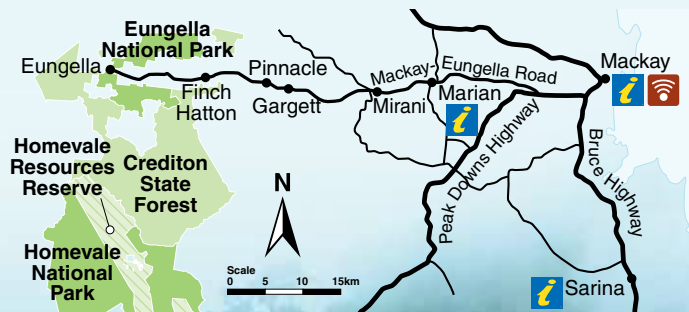 Eungella
National Park
Eungella
Finch
Hatton
Pinnacle
Gargett
Mackay-
Eungella Road
Mirani
Marian
i
Mackay
i
Homevale
Resources
Reserve
Crediton
State
Forest
Homevale
National
Park
N
Scale
0 5 10 15km
Peak Downs Highway
Bruce Highway
i
Sarina